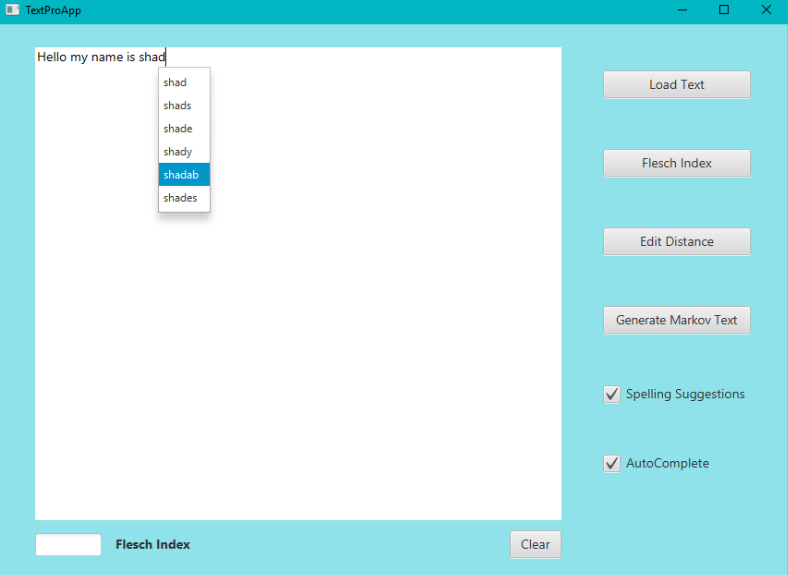 TextProApp
Hello my name is shad
shad
shads
shade
shady
shadab
shades
Load Text
Flesch Index
Edit Distance
Generate Markov Text
Spelling Suggestions
AutoComplete
Flesch Index
Clear